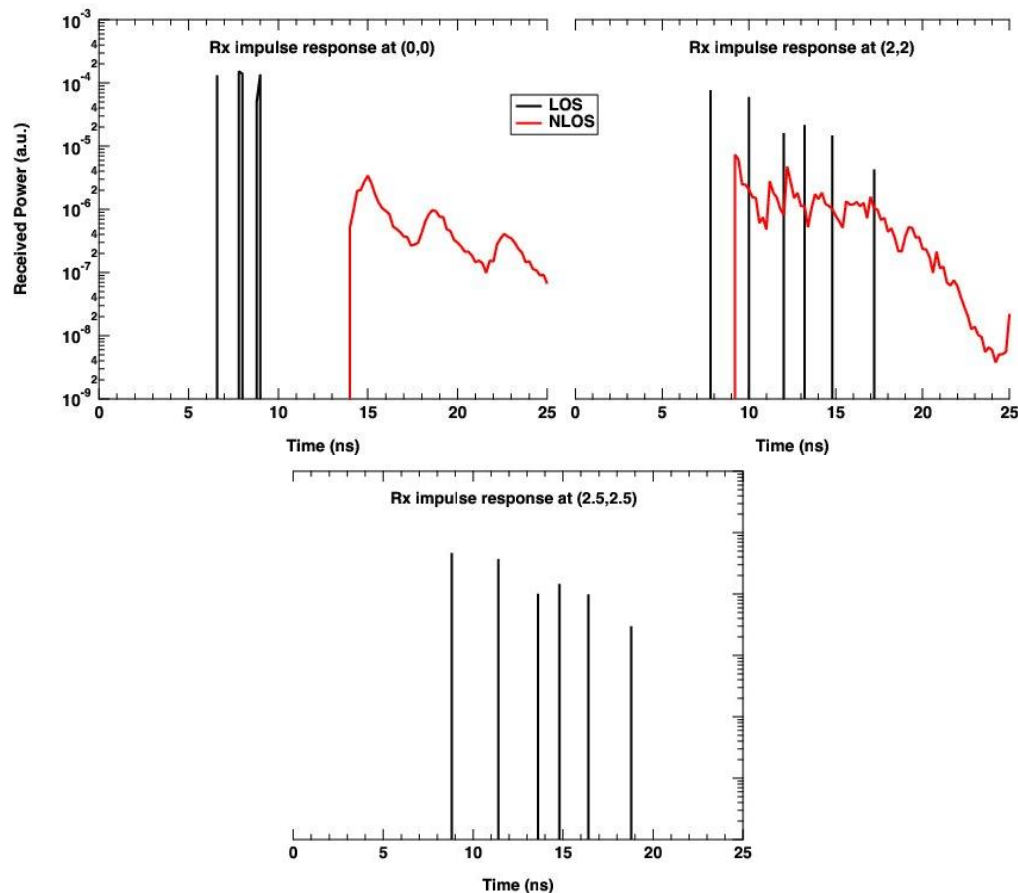 Rx impulse response at (0,0)
Received Power (a.u.)
10-3
4
2
10-4
4
2
10-5
4
2
10-6
4
2
10-7
4
2
10-8
4
2
10-9
0 5 10 15 20 25
Time (ns)
Rx impulse response at (2,2)
LOS
NLOS
0 5 10 15 20 25
Time (ns)
Rx impulse response at (2.5,2.5)
0 5 10 15 20 25
Time (ns)